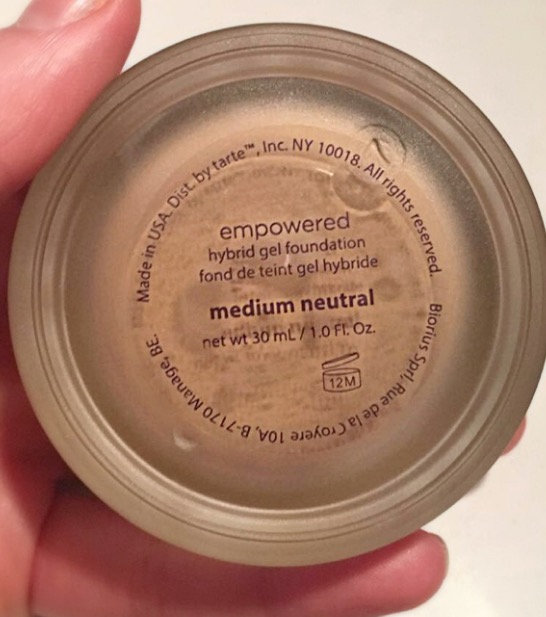 Made in USA. Dist. by tarte™, Inc. NY 10018. All rights reserved.
empowered
hybrid gel foundation
fond de teint gel hybride
medium neutral
net wt 30 mL / 1.0 Fl. Oz.
12M
Biorius Sprl, Rue de la Croyere 10A, B-7170 Manage, BE.